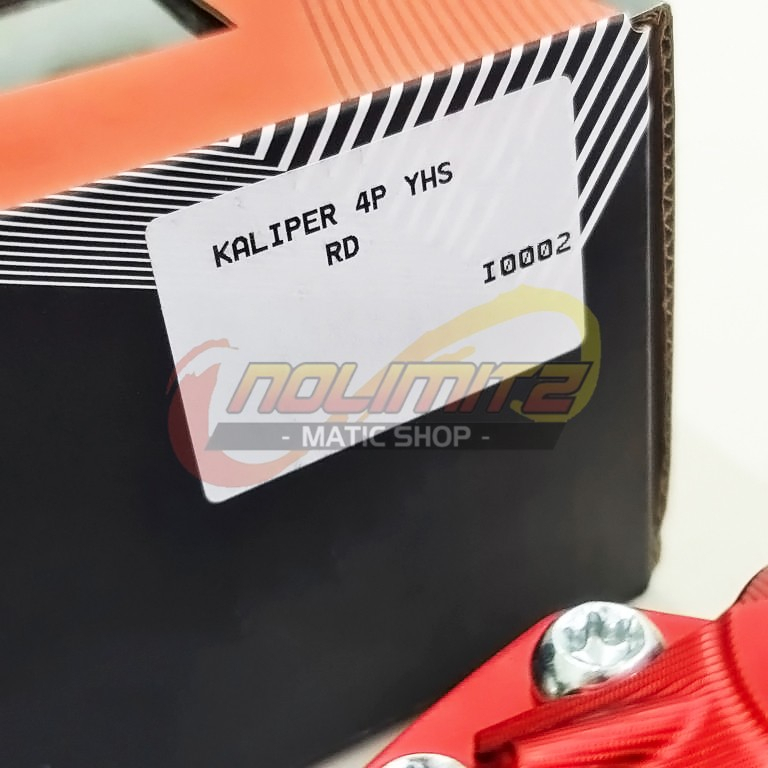 KALIPER 4P YHS
RD
I0002
NOLIMIT2
- MATIC SHOP -